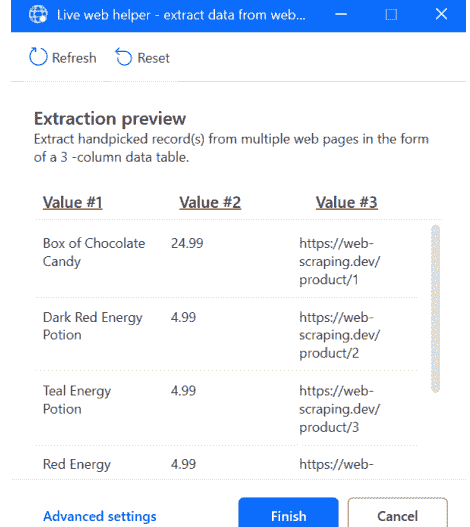 Live web helper - extract data from web...
Refresh Reset
Extraction preview
Extract handpicked record(s) from multiple web pages in the form
of a 3 -column data table.
Value #1 Value #2 Value #3
Box of Chocolate 24.99 https://web-
Candy scraping.dev/
product/1
Dark Red Energy 4.99 https://web-
Potion scraping.dev/
product/2
Teal Energy 4.99 https://web-
Potion scraping.dev/
product/3
Red Energy 4.99 https://web-
Advanced settings Finish Cancel